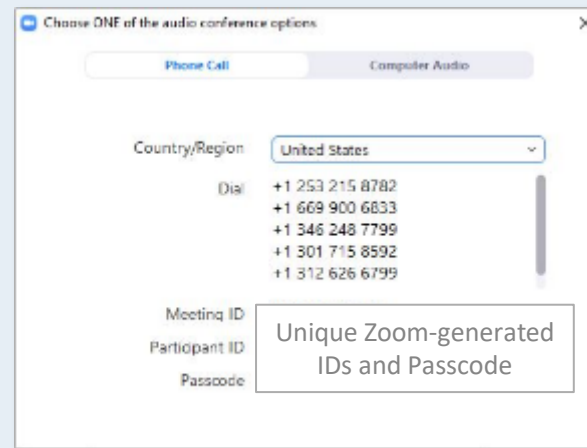 Choose ONE of the audio conference options
Phone Call
Computer Audio
Country/Region
United States
Dial
+1 253 215 8782
+1 669 900 6833
+1 346 248 7799
+1 301 715 8592
+1 312 626 6799
Meeting ID
Participant ID
Passcode
Unique Zoom-generated
IDs and Passcode